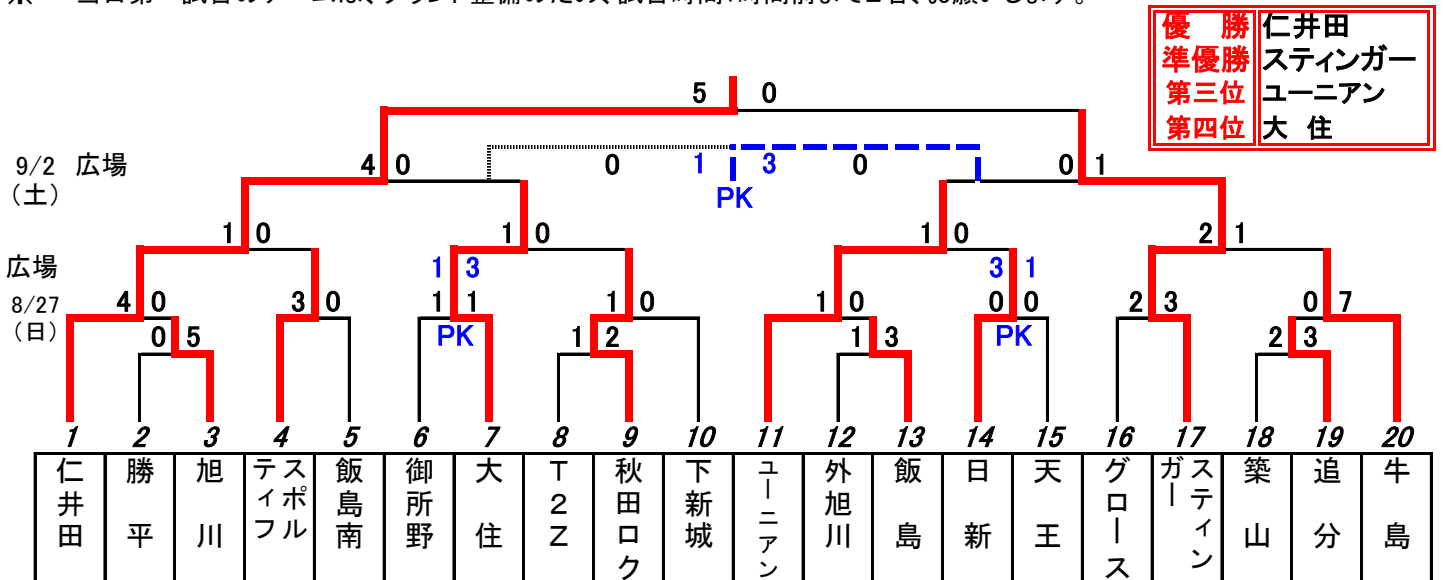 優　勝 仁井田
準優勝 スティンガー
第三位 ユーニアン
第四位 大 住
5 0
9/2 広場
（土）
4 0 0 1 3 0 0 1
PK
1 0 1 0 1 0 2 1
広場
8/27
（日）
1 3 3 1
4 0 3 0 1 1 1 0 1 0 0 0 2 3 0 7
PK PK
0 5 1 2 1 3 2 3
1 2 3 4 5 6 7 8 9 10 11 12 13 14 15 16 17 18 19 20
仁井田
勝平
旭川
スポルティフ
飯島南
御所野
大住
T2Z
秋田ロク
下新城
ユーニアン
外旭川
飯島
日新
天王
グロース
スティンガー
築山
追分
牛島